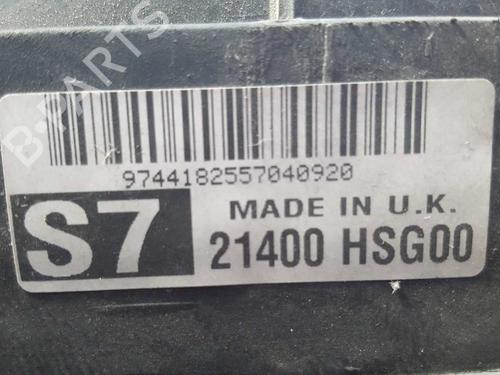 B-PARTS
9744182557040920
S7
MADE IN U.K.
21400 HSG00